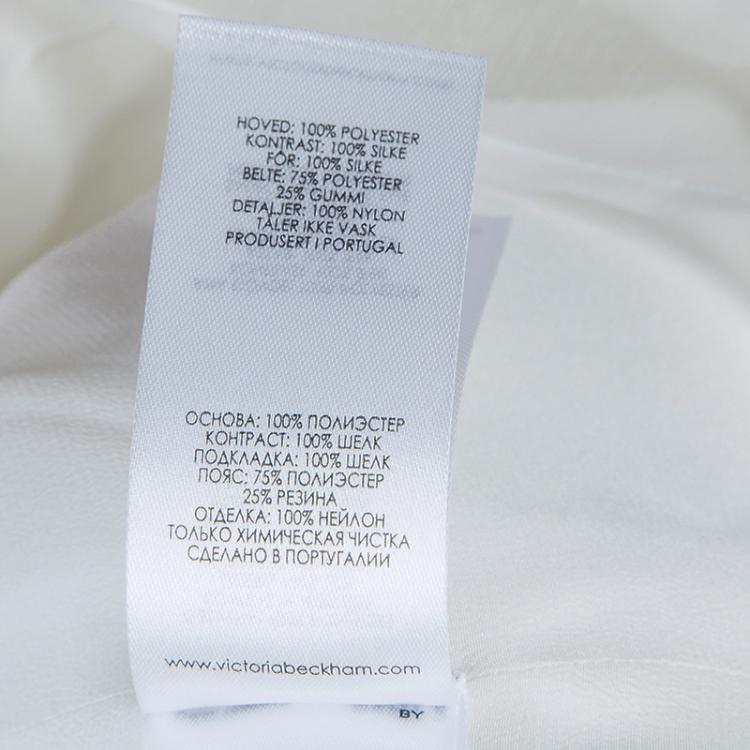 HOVED: 100% POLYESTER
KONTRAST: 100% SILKE
FÔR: 100% SILKE
BELTE: 75% POLYESTER
25% GUMMI
DETALJER: 100% NYLON
TÅLER IKKE VASK
PRODUSERT I PORTUGAL
ОСНОВА: 100% ПОЛИЭСТЕР
КОНТРАСТ: 100% ШЕЛК
ПОДКЛАДКА: 100% ШЕЛК
ПОЯС: 75% ПОЛИЭСТЕР
25% РЕЗИНА
ОТДЕЛКА: 100% НЕЙЛОН
ТОЛЬКО ХИМИЧЕСКАЯ ЧИСТКА
СДЕЛАНО В ПОРТУГАЛИИ
www.victoriabeckham.com
BY